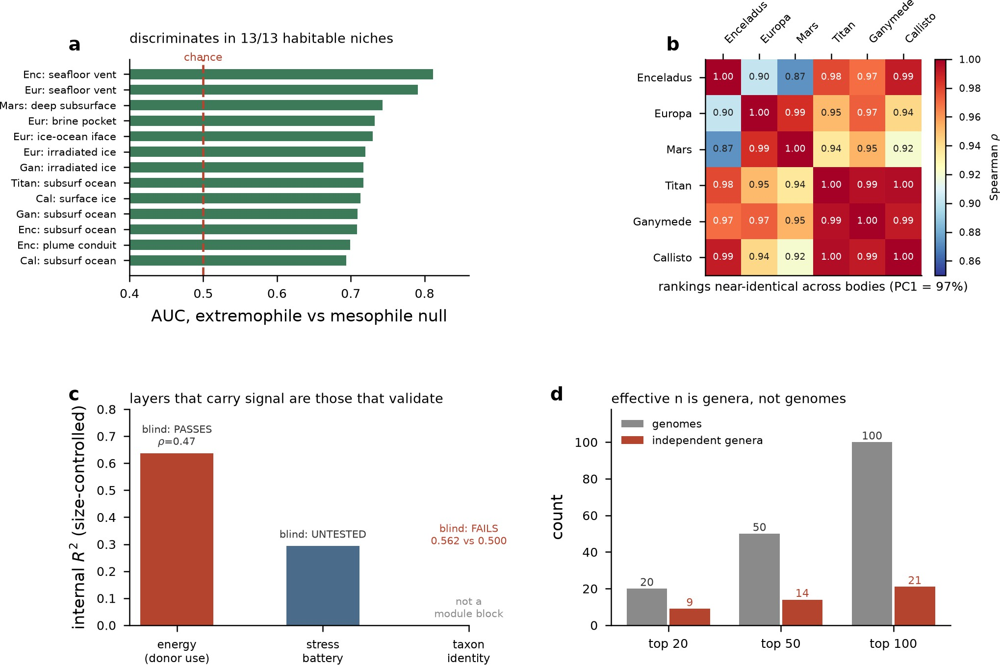 a
discriminates in 13/13 habitable niches
chance
Enc: seafloor vent
Eur: seafloor vent
Mars: deep subsurface
Eur: brine pocket
Eur: ice-ocean iface
Eur: irradiated ice
Gan: irradiated ice
Titan: subsurf ocean
Cal: surface ice
Gan: subsurf ocean
Enc: subsurf ocean
Enc: plume conduit
Cal: subsurf ocean
0.4 0.5 0.6 0.7 0.8
AUC, extremophile vs mesophile null
b
Enceladus Europa Mars Titan Ganymede Callisto
Enceladus 1.00 0.90 0.87 0.98 0.97 0.99
Europa 0.90 1.00 0.99 0.95 0.97 0.94
Mars 0.87 0.99 1.00 0.94 0.95 0.92
Titan 0.98 0.95 0.94 1.00 0.99 1.00
Ganymede 0.97 0.97 0.95 0.99 1.00 0.99
Callisto 0.99 0.94 0.92 1.00 0.99 1.00
rankings near-identical across bodies (PC1 = 97%)
1.00
0.98
0.96
0.94
0.92
0.90
0.88
0.86
Spearman ρ
c
layers that carry signal are those that validate
internal R² (size-controlled)
0.8
0.7
0.6
0.5
0.4
0.3
0.2
0.1
0.0
blind: PASSES
ρ=0.47
blind: UNTESTED
blind: FAILS
0.562 vs 0.500
not a
module block
energy
(donor use)
stress
battery
taxon
identity
d
effective n is genera, not genomes
genomes
independent genera
count
100
80
60
40
20
0
20
9
50
14
100
21
top 20 top 50 top 100